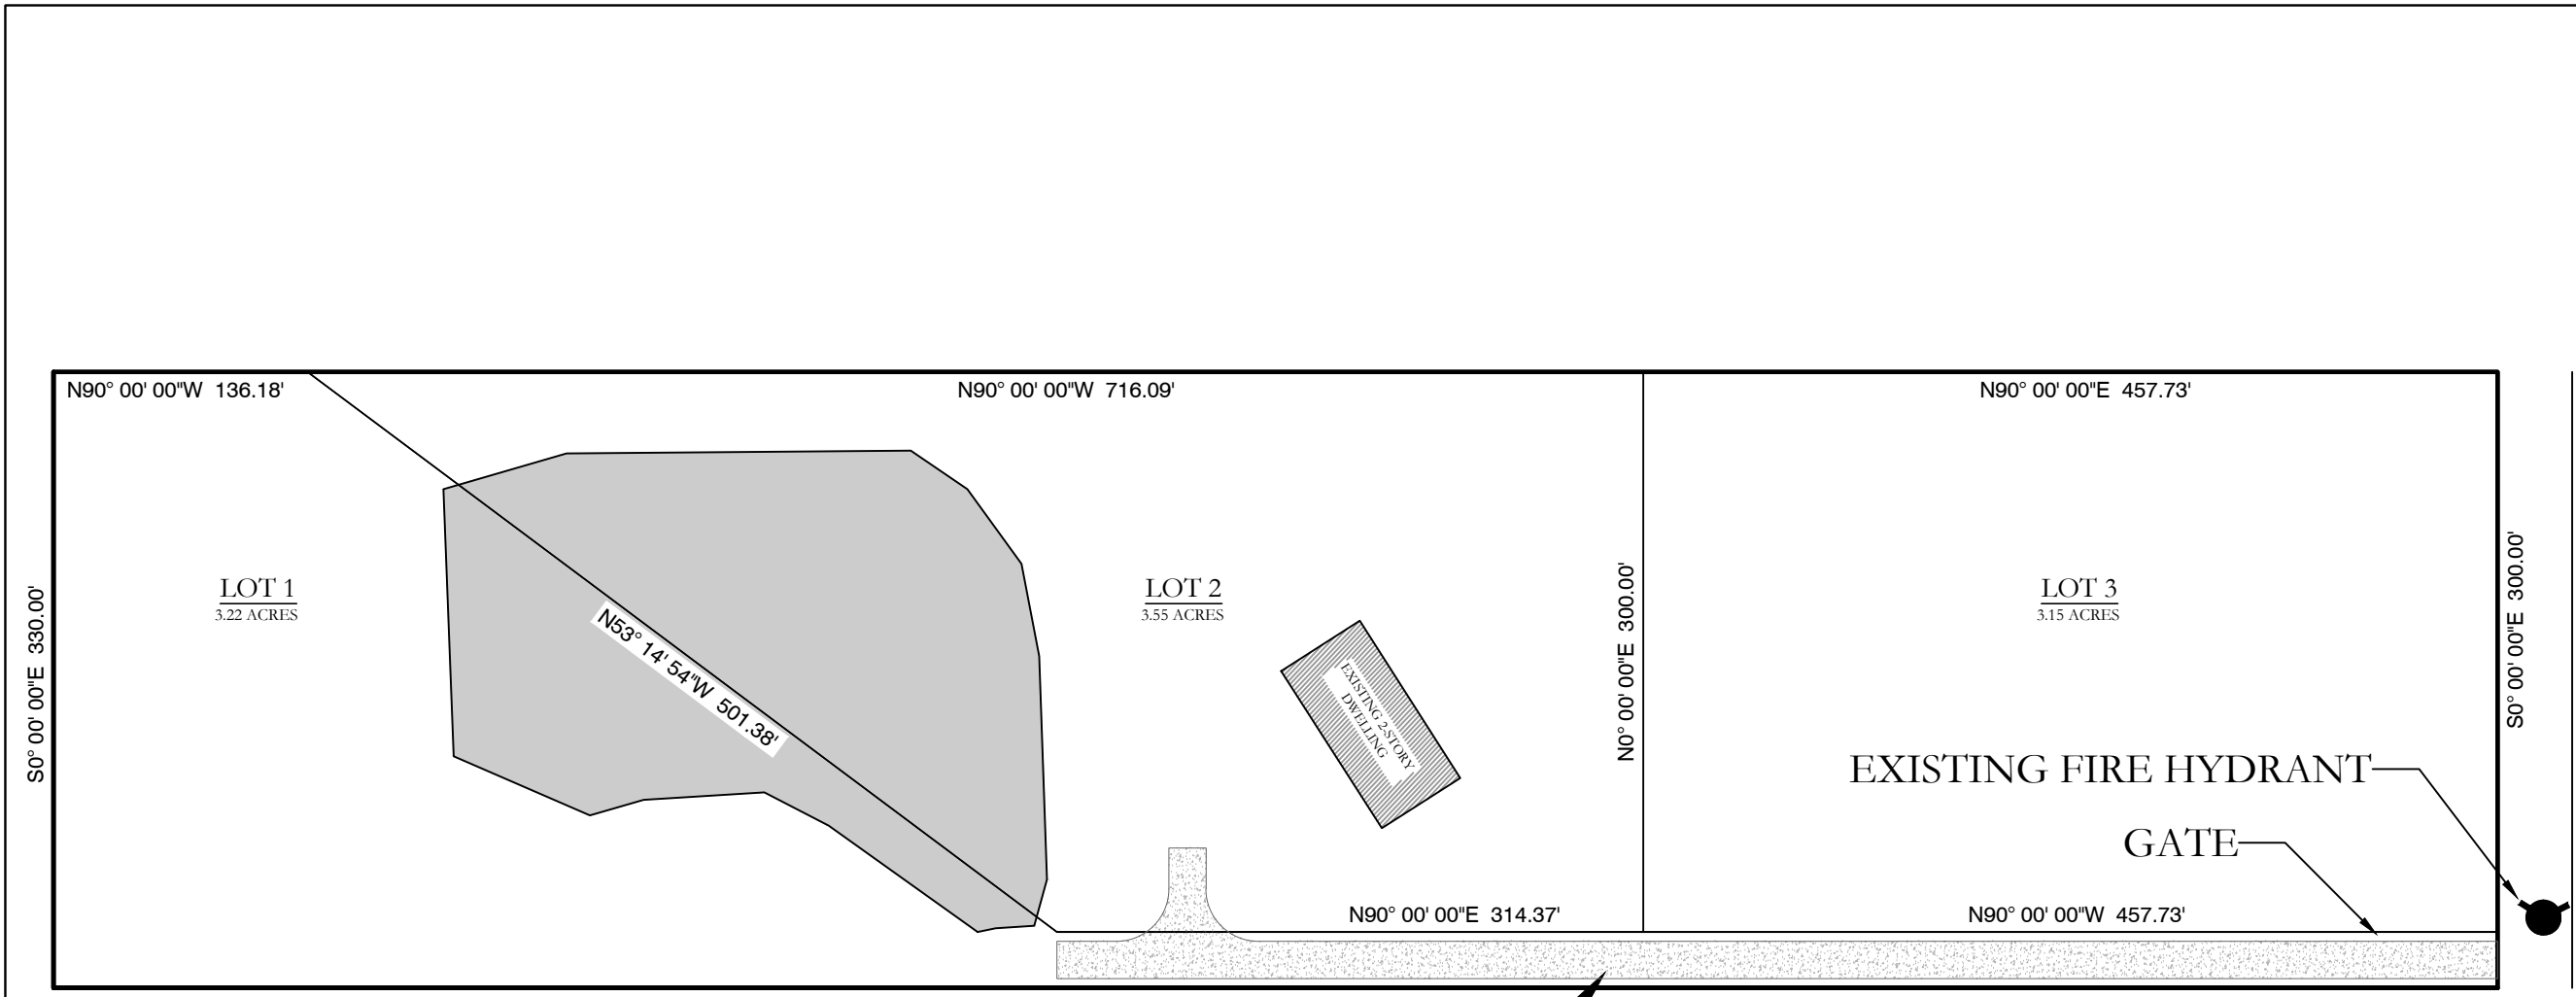 N90° 00' 00"W 136.18'
N90° 00' 00"W 716.09'
N90° 00' 00"E 457.73'
S0° 00' 00"E 330.00'
LOT 1
3.22 ACRES
N53° 14' 54"W 501.38'
LOT 2
3.55 ACRES
EXISTING 2-STORY
DWELLING
N0° 00' 00"E 300.00'
LOT 3
3.15 ACRES
S0° 00' 00"E 300.00'
EXISTING FIRE HYDRANT
GATE
N90° 00' 00"E 314.37'
N90° 00' 00"W 457.73'